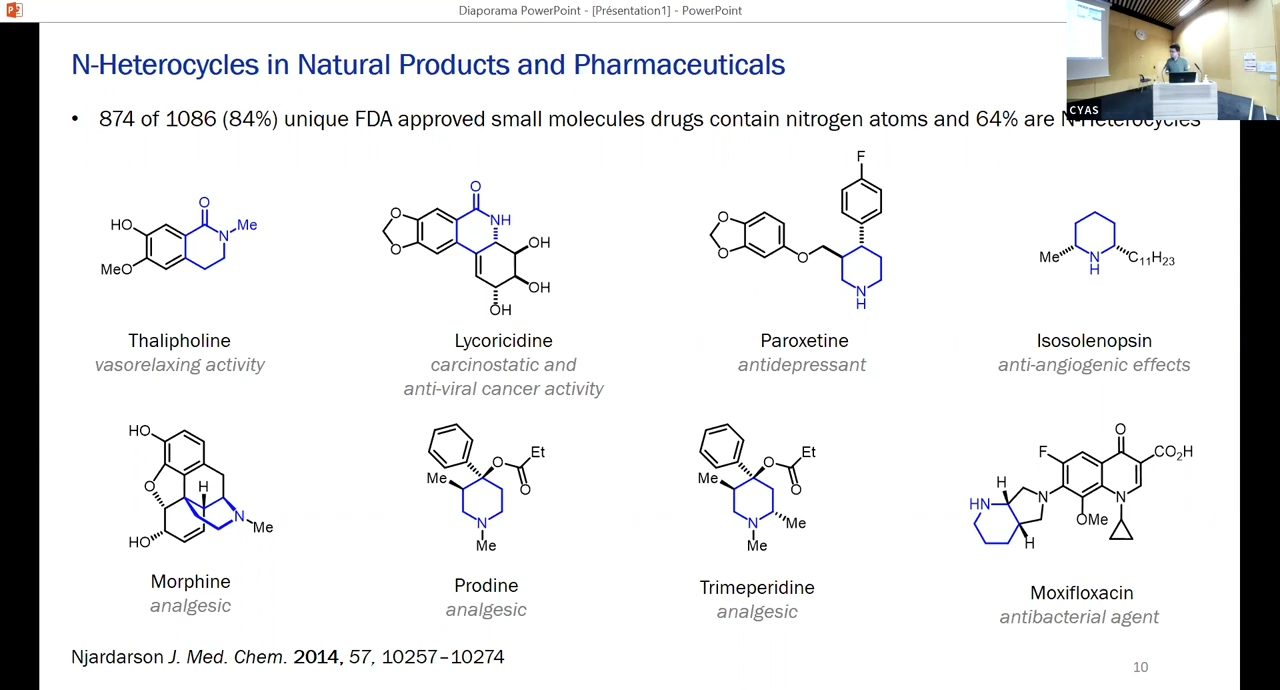 Diaporama PowerPoint - [Présentation1] - PowerPoint
CYAS
N-Heterocycles in Natural Products and Pharmaceuticals
• 874 of 1086 (84%) unique FDA approved small molecules drugs contain nitrogen atoms and 64% are N-Heterocycles
HO
MeO
O
N
Me
O
O
O
NH
OH
OH
OH
F
O
O
O
N
H
Me
N
H
C11H23
Thalipholine
vasorelaxing activity
Lycoricidine
carcinostatic and
anti-viral cancer activity
Paroxetine
antidepressant
Isosolenopsin
anti-angiogenic effects
HO
O
H
N
Me
HO
Me
O
Et
O
N
Me
Me
O
Et
O
N
Me
Me
F
O
CO2H
H
HN
N
OMe
N
H
Morphine
analgesic
Prodine
analgesic
Trimeperidine
analgesic
Moxifloxacin
antibacterial agent
Njardarson J. Med. Chem. 2014, 57, 10257–10274
10